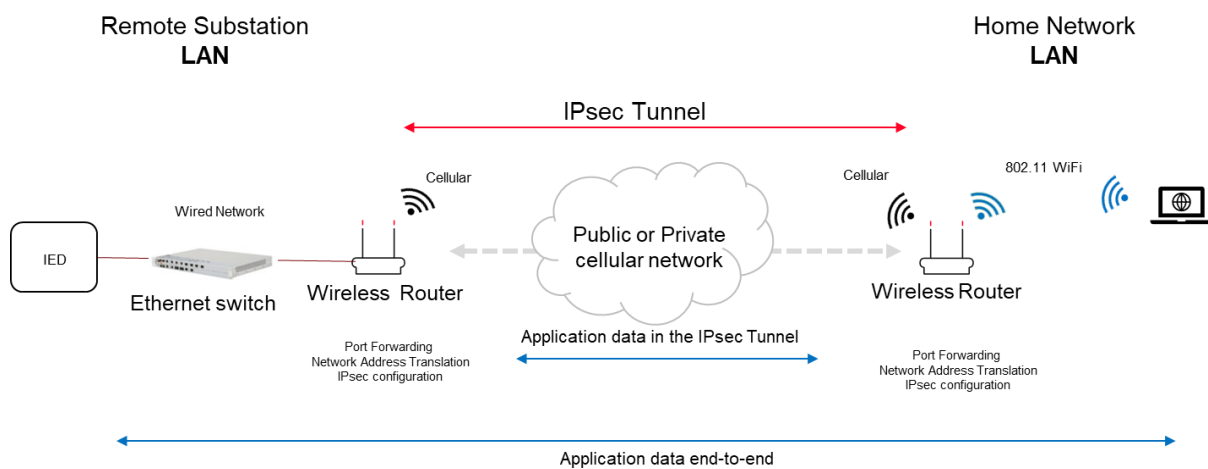 Remote Substation
LAN
Home Network
LAN
IPsec Tunnel
Cellular
Cellular
802.11 WiFi
Wired Network
IED
Public or Private
cellular network
Ethernet switch
Wireless Router
Wireless Router
Application data in the IPsec Tunnel
Port Forwarding
Network Address Translation
IPsec configuration
Port Forwarding
Network Address Translation
IPsec configuration
Application data end-to-end